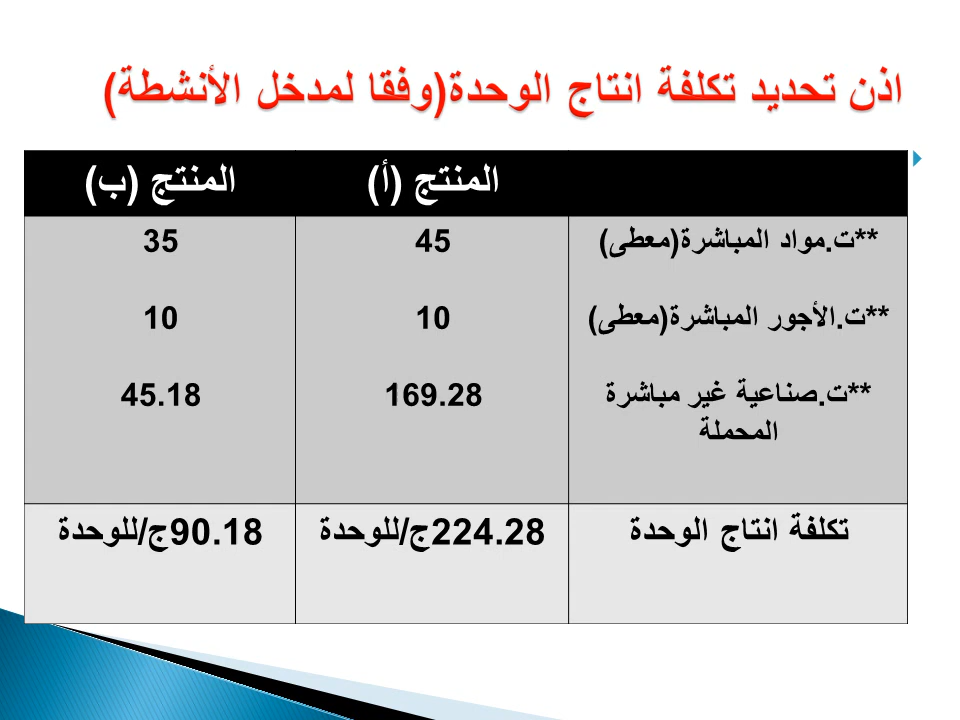 اذن تحديد تكلفة انتاج الوحدة(وفقا لمدخل الأنشطة)
المنتج (أ) المنتج (ب)
**ت.مواد المباشرة(معطى) 45 35
**ت.الأجور المباشرة(معطى) 10 10
**ت.صناعية غير مباشرة 169.28 45.18
المحملة
تكلفة انتاج الوحدة 224.28ج/للوحدة 90.18ج/للوحدة